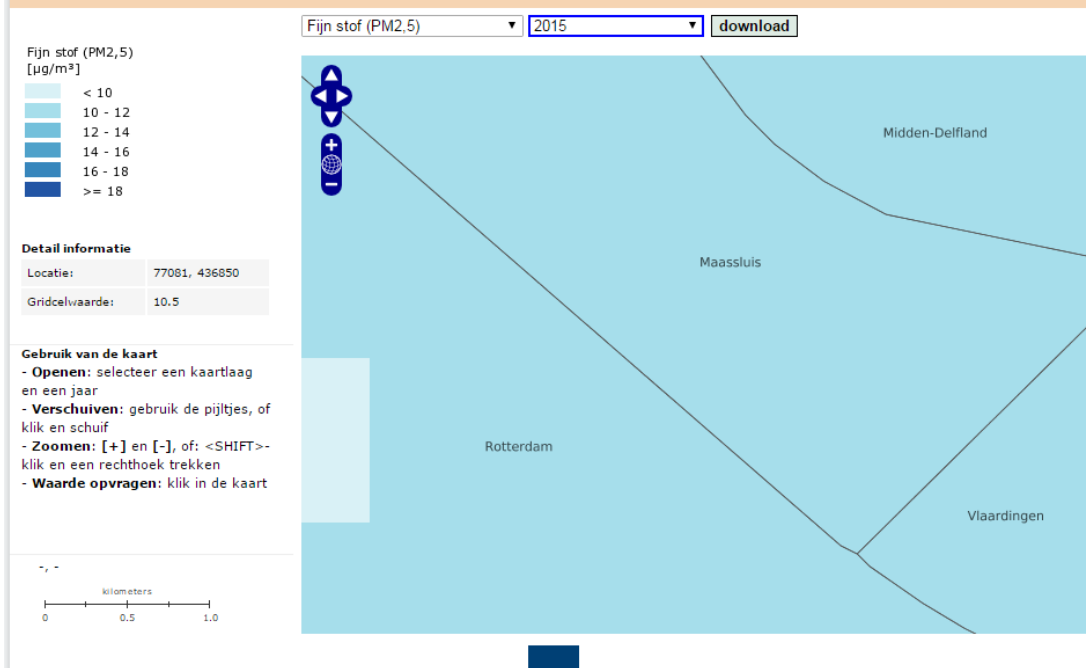 Fijn stof (PM2,5) 2015 download
Fijn stof (PM2,5)
[µg/m³]
< 10
10 - 12
12 - 14
14 - 16
16 - 18
>= 18
Detail informatie
Locatie: 77081, 436850
Gridcelwaarde: 10.5
Gebruik van de kaart
- Openen: selecteer een kaartlaag
en een jaar
- Verschuiven: gebruik de pijltjes, of
klik en schuif
- Zoomen: [+] en [-], of: <SHIFT>-
klik en een rechthoek trekken
- Waarde opvragen: klik in de kaart
-, -
kilometers
0 0.5 1.0
Midden-Delfland
Maassluis
Rotterdam
Vlaardingen